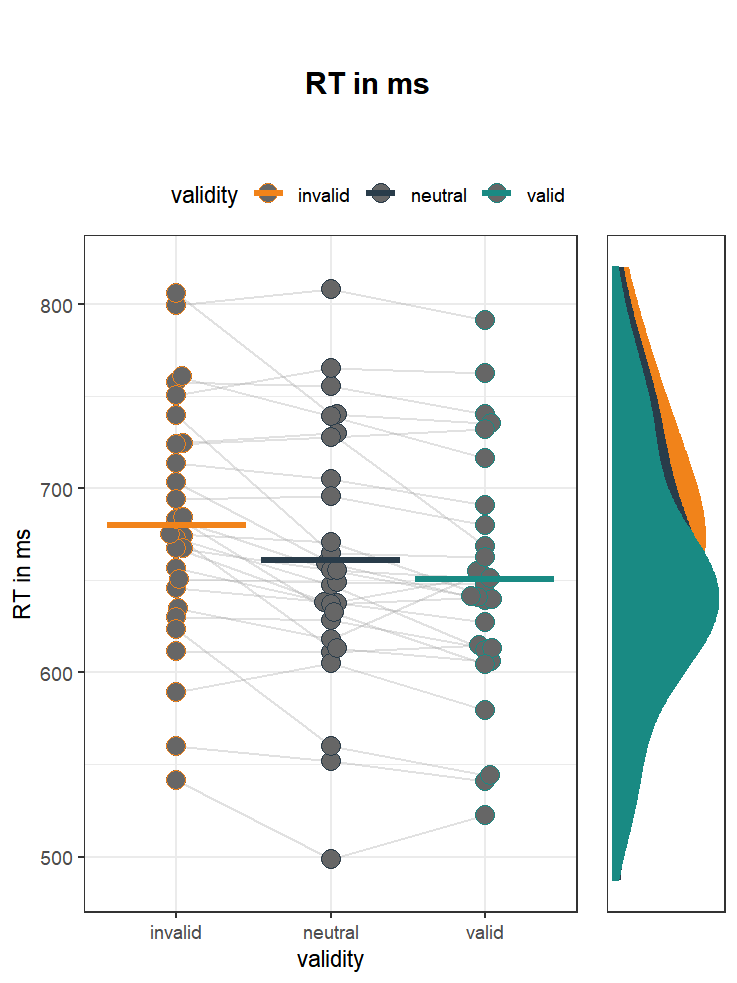 RT in ms
validity invalid neutral valid
800
700
600
500
RT in ms
invalid neutral valid
validity